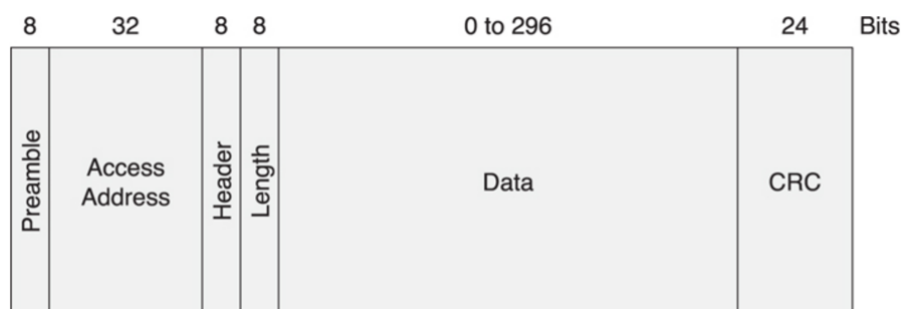 8 32 8 8 0 to 296 24 Bits
Preamble
Access
Address
Header
Length
Data
CRC